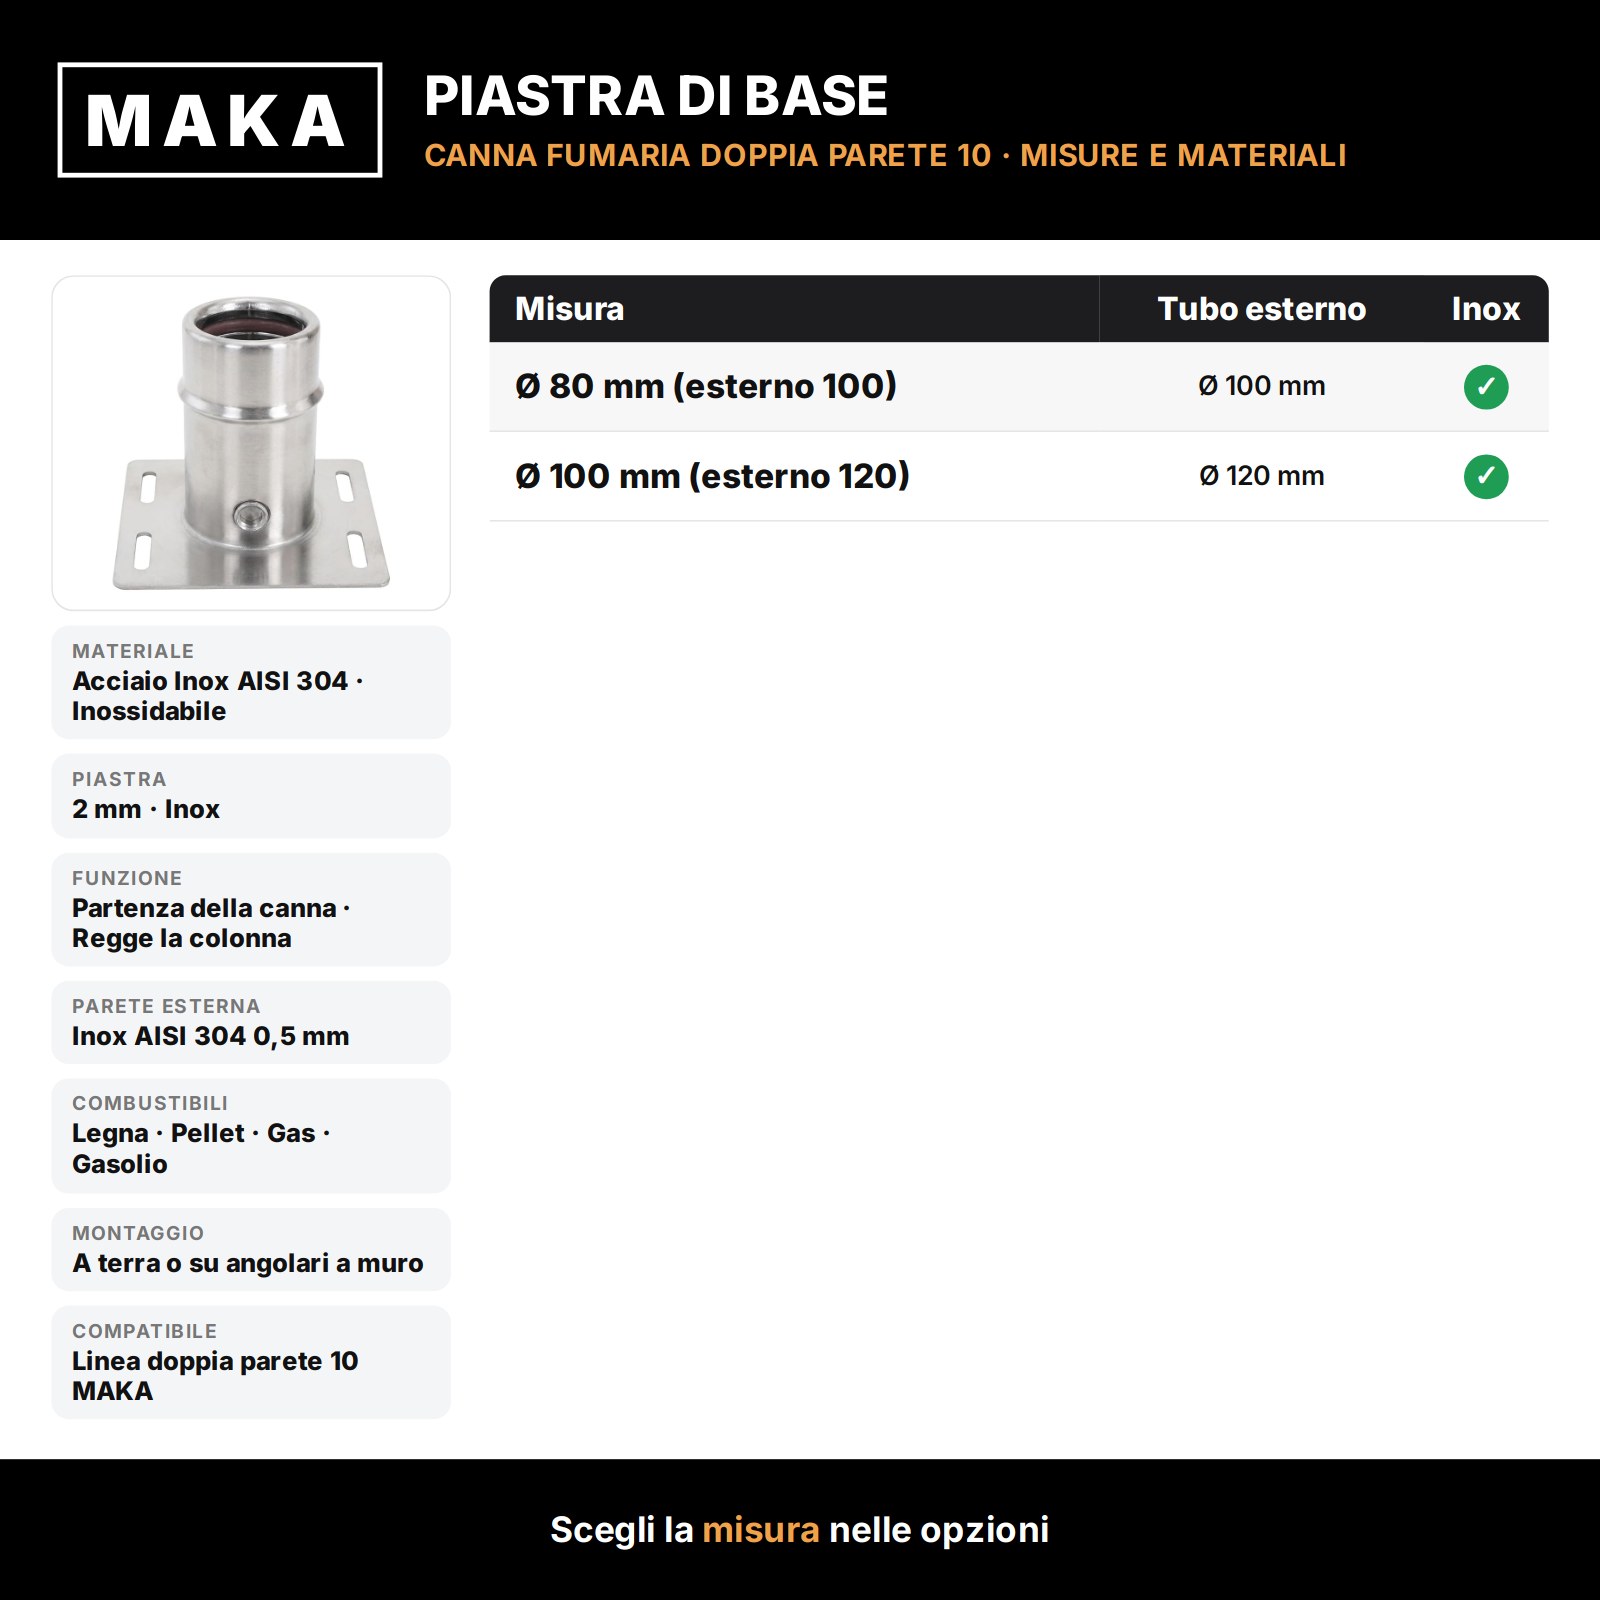 MAKA
PIASTRA DI BASE
CANNA FUMARIA DOPPIA PARETE 10 · MISURE E MATERIALI
Misura Tubo esterno Inox
Ø 80 mm (esterno 100) Ø 100 mm ✓
Ø 100 mm (esterno 120) Ø 120 mm ✓
MATERIALE
Acciaio Inox AISI 304 ·
Inossidabile
PIASTRA
2 mm · Inox
FUNZIONE
Partenza della canna ·
Regge la colonna
PARETE ESTERNA
Inox AISI 304 0,5 mm
COMBUSTIBILI
Legna · Pellet · Gas ·
Gasolio
MONTAGGIO
A terra o su angolari a muro
COMPATIBILE
Linea doppia parete 10
MAKA
Scegli la misura nelle opzioni